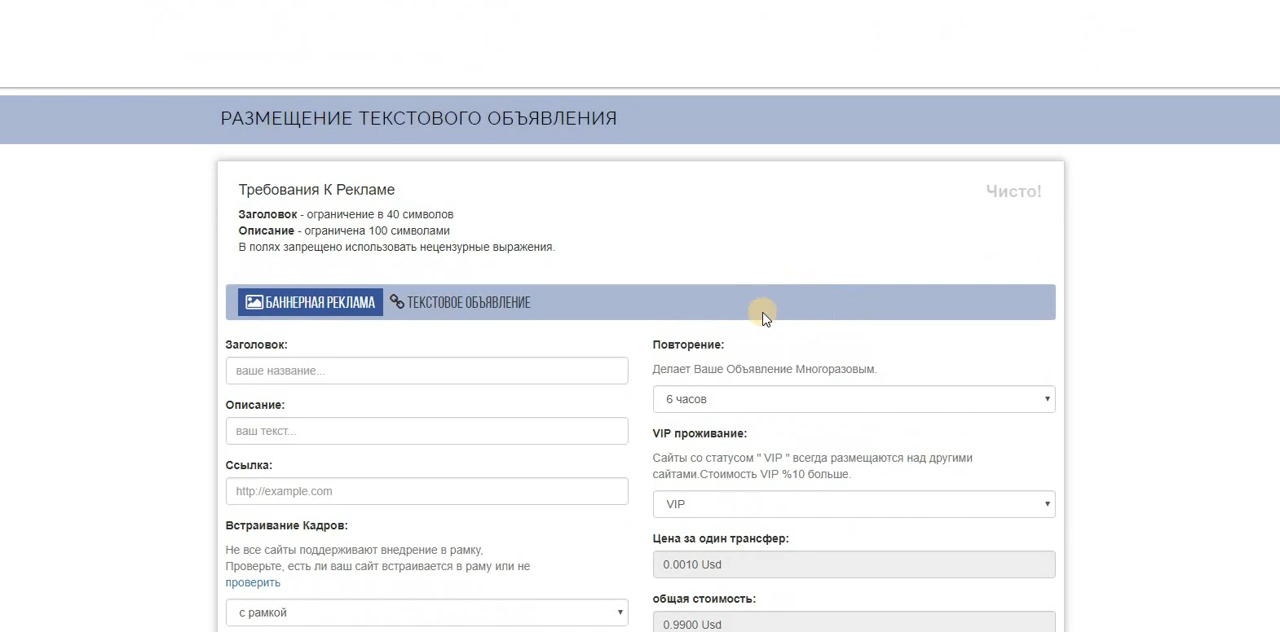 РАЗМЕЩЕНИЕ ТЕКСТОВОГО ОБЪЯВЛЕНИЯ
Требования К Рекламе
Чисто!
Заголовок - ограничение в 40 символов
Описание - ограничена 100 символами
В полях запрещено использовать нецензурные выражения.
БАННЕРНАЯ РЕКЛАМА
ТЕКСТОВОЕ ОБЪЯВЛЕНИЕ
Заголовок:
ваше название...
Описание:
ваш текст...
Ссылка:
http://example.com
Встраивание Кадров:
Не все сайты поддерживают внедрение в рамку,
Проверьте, есть ли ваш сайт встраивается в раму или не
проверить
с рамкой
Повторение:
Делает Ваше Объявление Многоразовым.
6 часов
VIP проживание:
Сайты со статусом " VIP " всегда размещаются над другими
сайтами.Стоимость VIP %10 больше.
VIP
Цена за один трансфер:
0.0010 Usd
общая стоимость:
0.9900 Usd